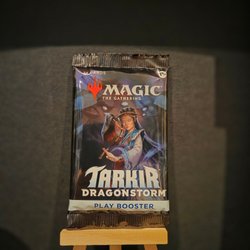 MAGIC
THE GATHERING
TARKIR
DRAGONSTORM
PLAY BOOSTER